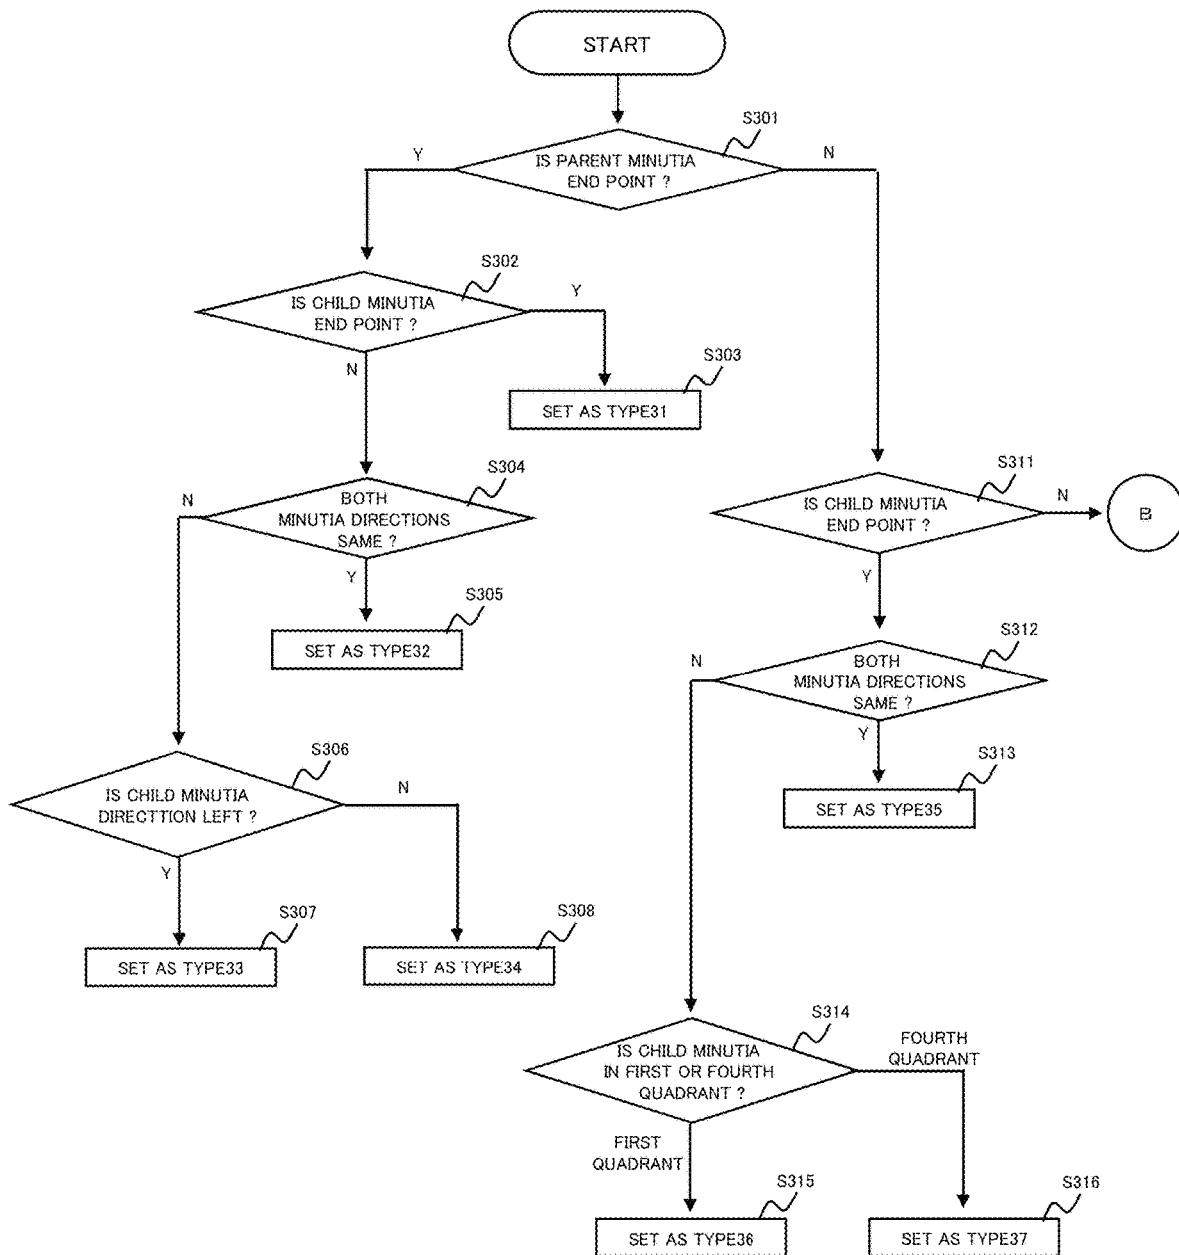 START
S301
Y
IS PARENT MINUTIA
END POINT ?
N
S302
IS CHILD MINUTIA
END POINT ?
Y
N
S303
SET AS TYPE31
S304
N
BOTH
MINUTIA DIRECTIONS
SAME ?
Y
S305
SET AS TYPE32
S306
IS CHILD MINUTIA
DIRECTTION LEFT ?
N
Y
S307
SET AS TYPE33
S308
SET AS TYPE34
S311
IS CHILD MINUTIA
END POINT ?
N
B
Y
S312
N
BOTH
MINUTIA DIRECTIONS
SAME ?
Y
S313
SET AS TYPE35
S314
IS CHILD MINUTIA
IN FIRST OR FOURTH
QUADRANT ?
FOURTH
QUADRANT
FIRST
QUADRANT
S315
SET AS TYPE36
S316
SET AS TYPE37